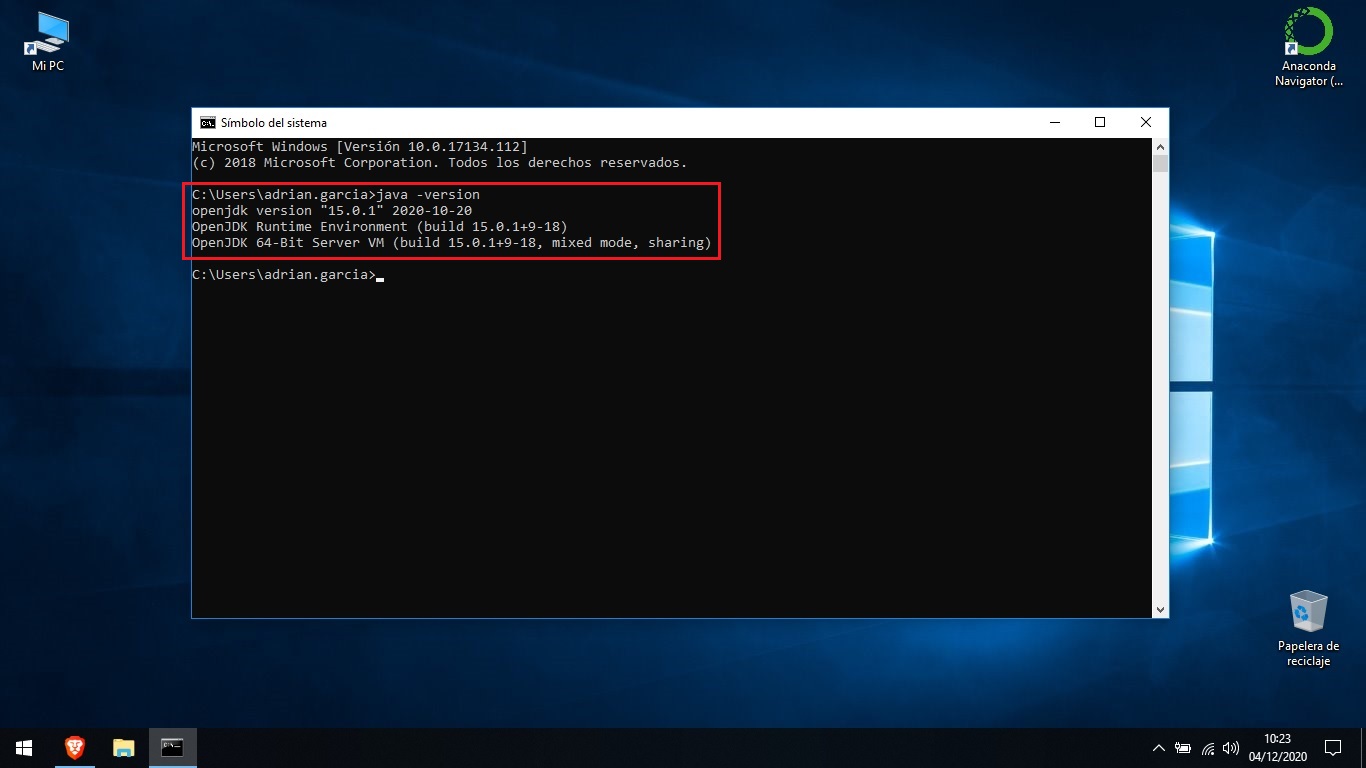 Mi PC
Anaconda
Navigator (...
Símbolo del sistema
Microsoft Windows [Versión 10.0.17134.112]
(c) 2018 Microsoft Corporation. Todos los derechos reservados.
C:\Users\adrian.garcia>java -version
openjdk version "15.0.1" 2020-10-20
OpenJDK Runtime Environment (build 15.0.1+9-18)
OpenJDK 64-Bit Server VM (build 15.0.1+9-18, mixed mode, sharing)
C:\Users\adrian.garcia>
Papelera de
reciclaje
10:23
04/12/2020